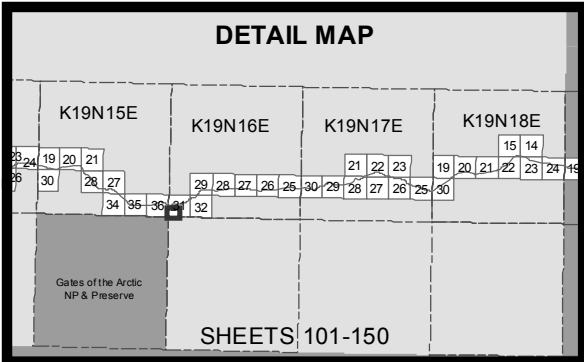 DETAIL MAP
K19N15E
K19N16E
K19N17E
K19N18E
15 14
23 24 19 20 21
21 22 23
19 20 21 22 23 24 19
26 30
28 27
29 28 27 26 25 30 29 28 27 26 25 30
34 35 36 31 32
Gates of the Arctic
NP & Preserve
SHEETS 101-150